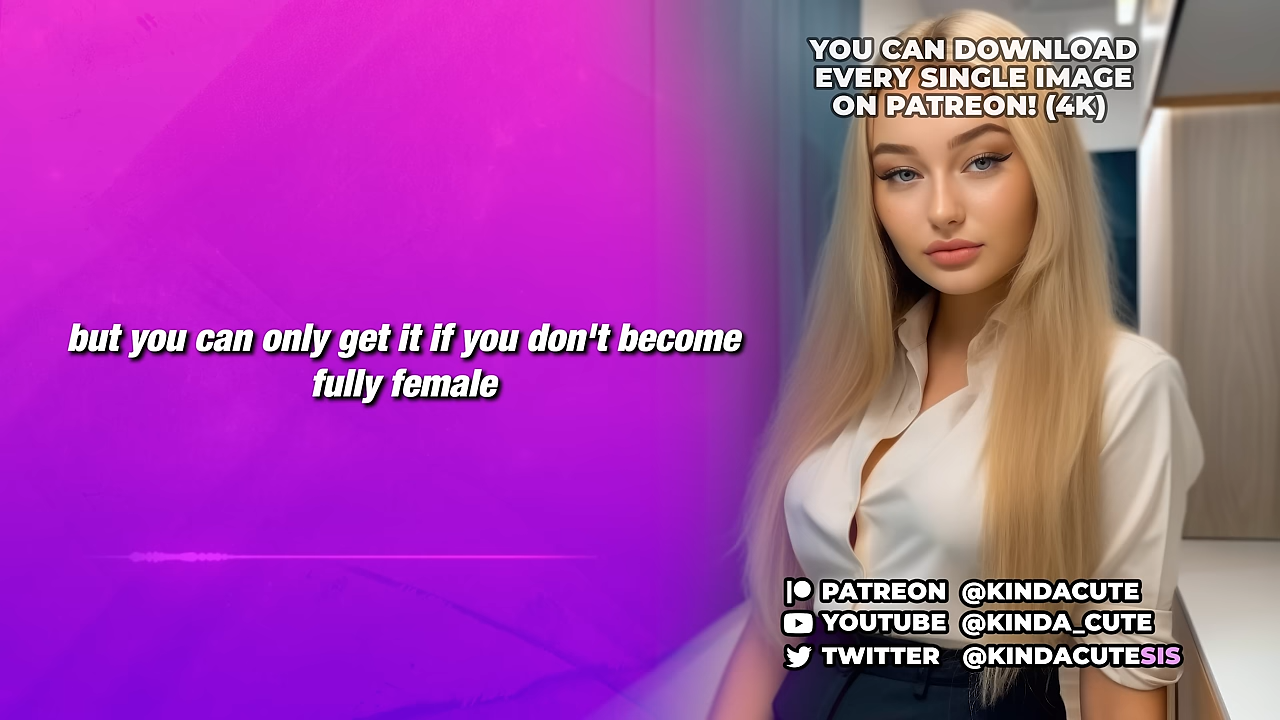 YOU CAN DOWNLOAD
EVERY SINGLE IMAGE
ON PATREON! (4K)
but you can only get it if you don't become
fully female
PATREON @KINDACUTE
YOUTUBE @KINDA_CUTE
TWITTER @KINDACUTESIS